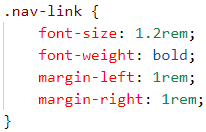 .nav-link {
    font-size: 1.2rem;
    font-weight: bold;
    margin-left: 1rem;
    margin-right: 1rem;
}